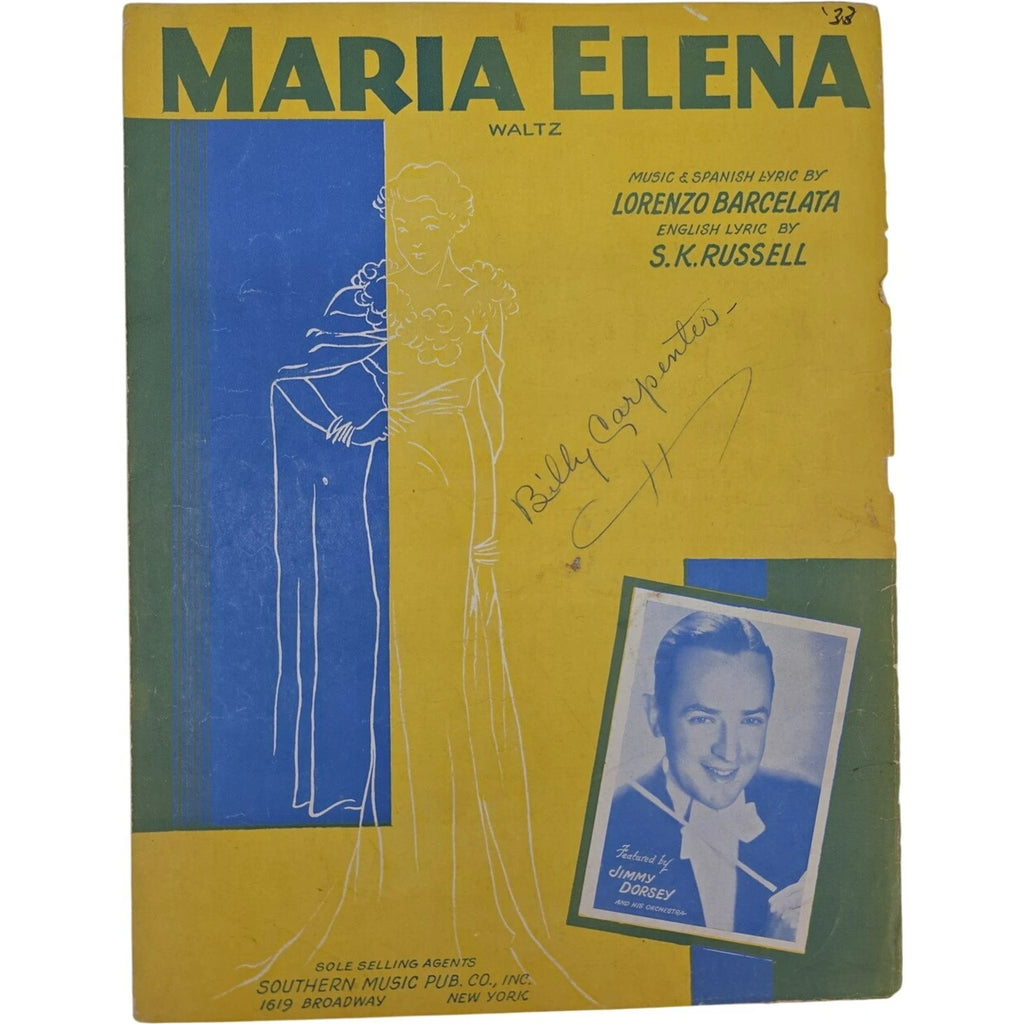 '33
MARIA ELENA
WALTZ
MUSIC & SPANISH LYRIC BY
LORENZO BARCELATA
ENGLISH LYRIC BY
S.K. RUSSELL
Billy Carpenter
Featured by
JIMMY
DORSEY
AND HIS ORCHESTRA
SOLE SELLING AGENTS
SOUTHERN MUSIC PUB. CO., INC.
1619 BROADWAY NEW YORK